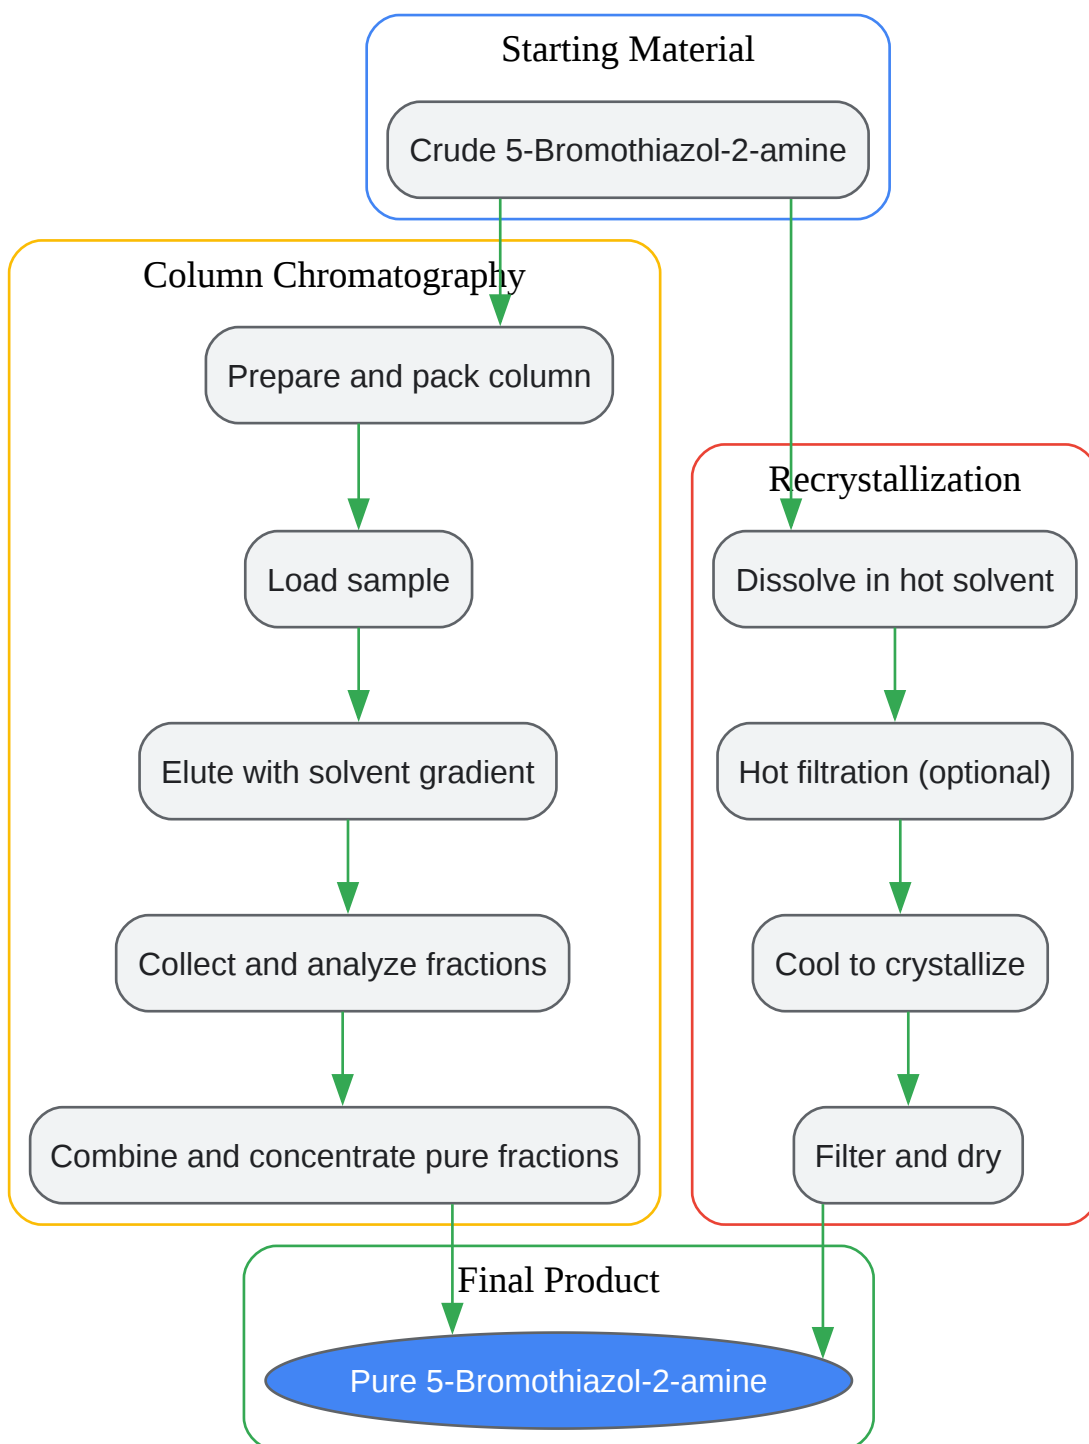 Starting Material
Crude 5-Bromothiazol-2-amine
Column Chromatography
Prepare and pack column
Load sample
Elute with solvent gradient
Collect and analyze fractions
Combine and concentrate pure fractions
Recrystallization
Dissolve in hot solvent
Hot filtration (optional)
Cool to crystallize
Filter and dry
Final Product
Pure 5-Bromothiazol-2-amine